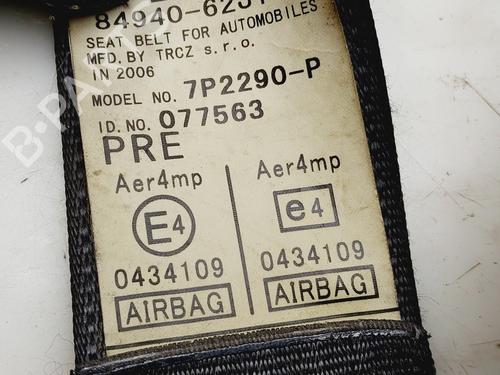 SEAT BELT FOR AUTOMOBILES
MFD. BY TRCZ s.r.o.
IN 2006
MODEL NO. 7P2290-P
ID.NO. 077563
PRE
Aer4mp Aer4mp
E4 e4
0434109 0434109
AIRBAG AIRBAG
B-PARTS